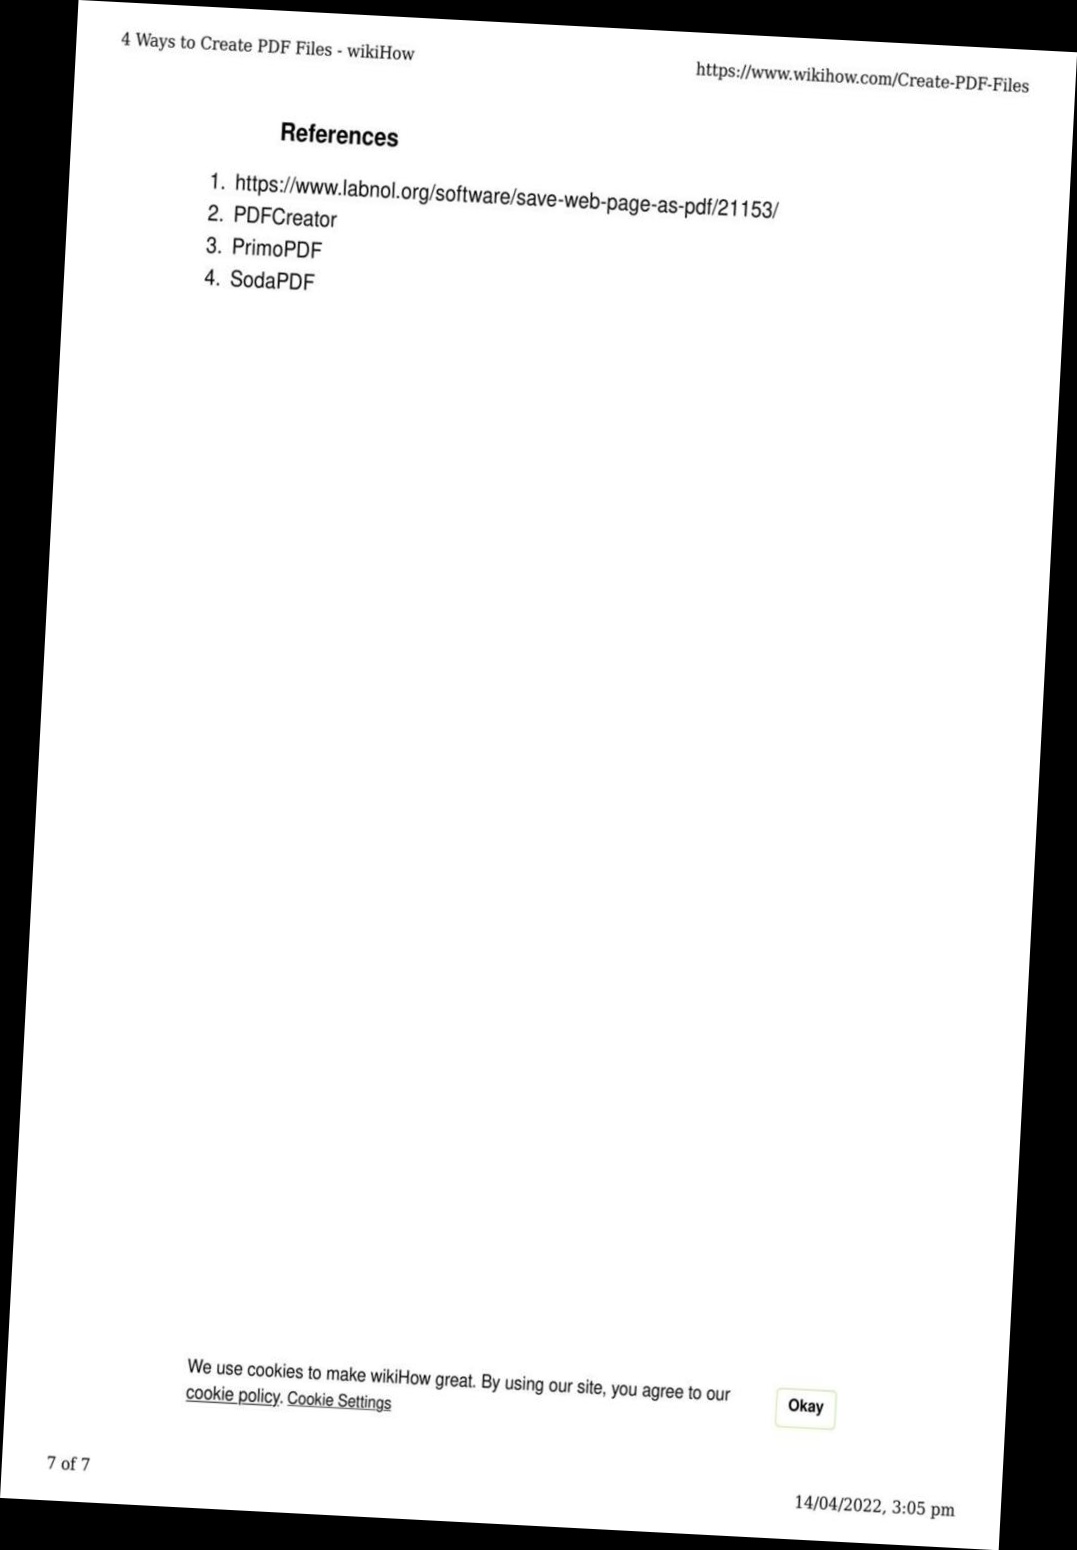 4 Ways to Create PDF Files - wikiHow
https://www.wikihow.com/Create-PDF-Files
References
1. https://www.labnol.org/software/save-web-page-as-pdf/21153/
2. PDFCreator
3. PrimoPDF
4. SodaPDF
We use cookies to make wikiHow great. By using our site, you agree to our
cookie policy. Cookie Settings
Okay
7 of 7
14/04/2022, 3:05 pm